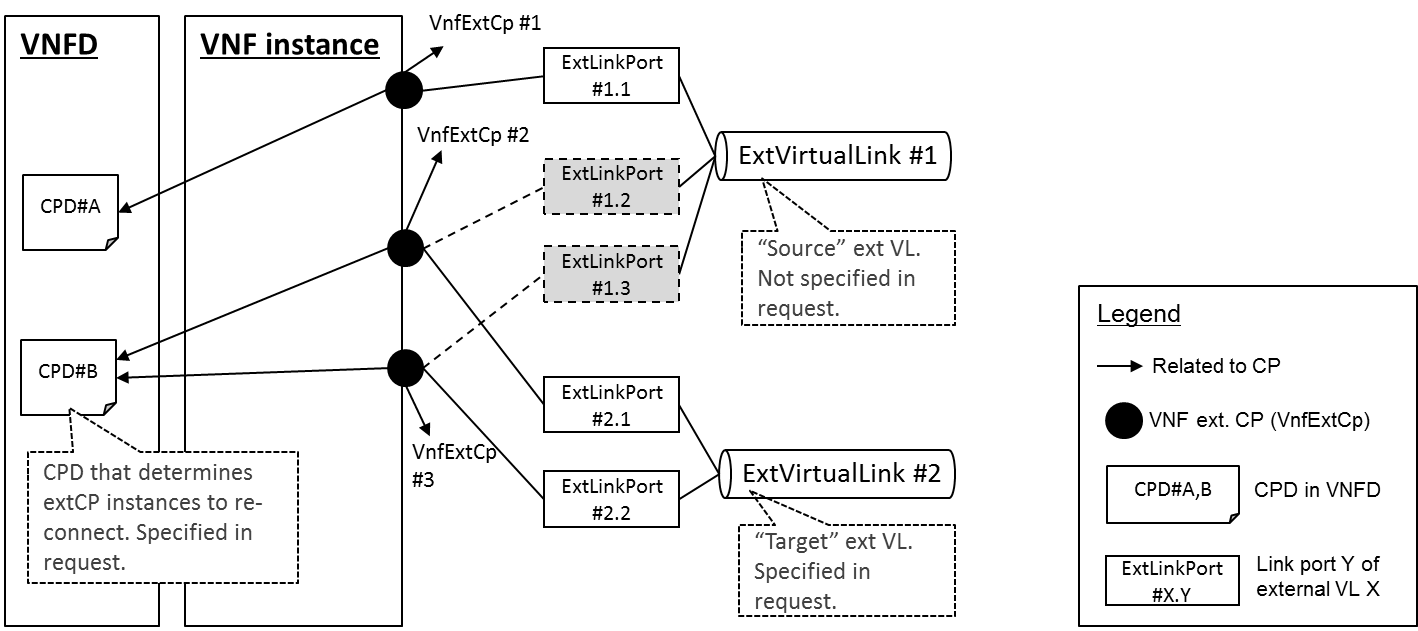 VNFD
VNF instance
VnfExtCp #1
ExtLinkPort
#1.1
VnfExtCp #2
ExtVirtualLink #1
ExtLinkPort
#1.2
CPD#A
“Source” ext VL.
Not specified in
request.
ExtLinkPort
#1.3
CPD#B
ExtLinkPort
#2.1
VnfExtCp
#3
CPD that determines
extCP instances to re-
connect. Specified in
request.
ExtVirtualLink #2
ExtLinkPort
#2.2
“Target” ext VL.
Specified in
request.
Legend
Related to CP
VNF ext. CP (VnfExtCp)
CPD#A,B
CPD in VNFD
ExtLinkPort
#X.Y
Link port Y of
external VL X